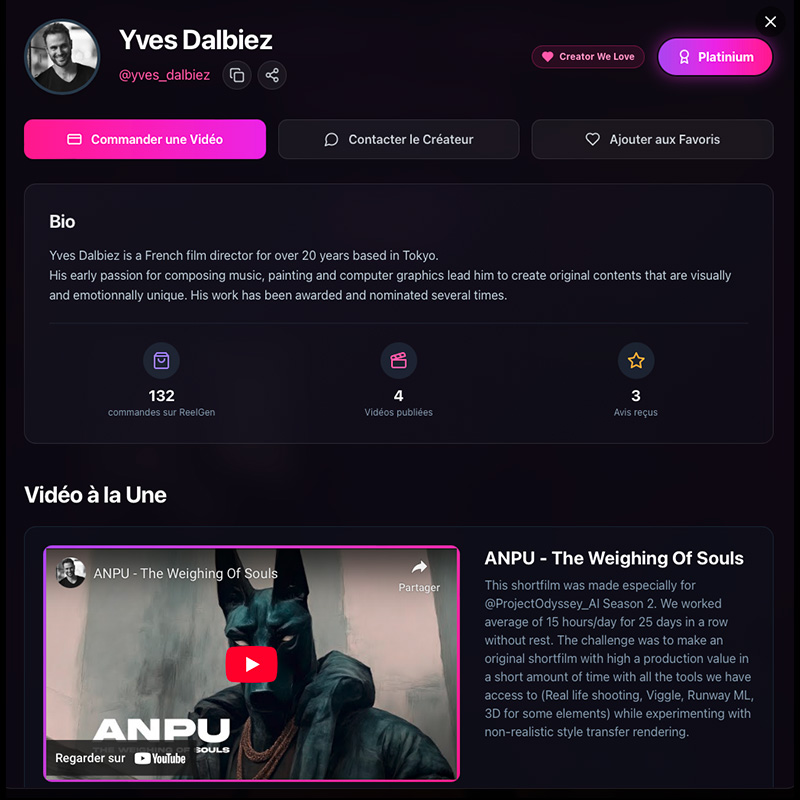 Yves Dalbiez
@yves_dalbiez
Creator We Love
Platinium
Commander une Vidéo
Contacter le Créateur
Ajouter aux Favoris
Bio
Yves Dalbiez is a French film director for over 20 years based in Tokyo.
His early passion for composing music, painting and computer graphics lead him to create original contents that are visually
and emotionnally unique. His work has been awarded and nominated several times.
132
commandes sur ReelGen
4
Vidéos publiées
3
Avis reçus
Vidéo à la Une
ANPU - The Weighing Of Souls
Partager
ANPU
THE WEIGHING OF SOULS
Regarder sur YouTube
ANPU - The Weighing Of Souls
This shortfilm was made especially for
@ProjectOdyssey_AI Season 2. We worked
average of 15 hours/day for 25 days in a row
without rest. The challenge was to make an
original shortfilm with high a production value in
a short amount of time with all the tools we have
access to (Real life shooting, Viggle, Runway ML,
3D for some elements) while experimenting with
non-realistic style transfer rendering.